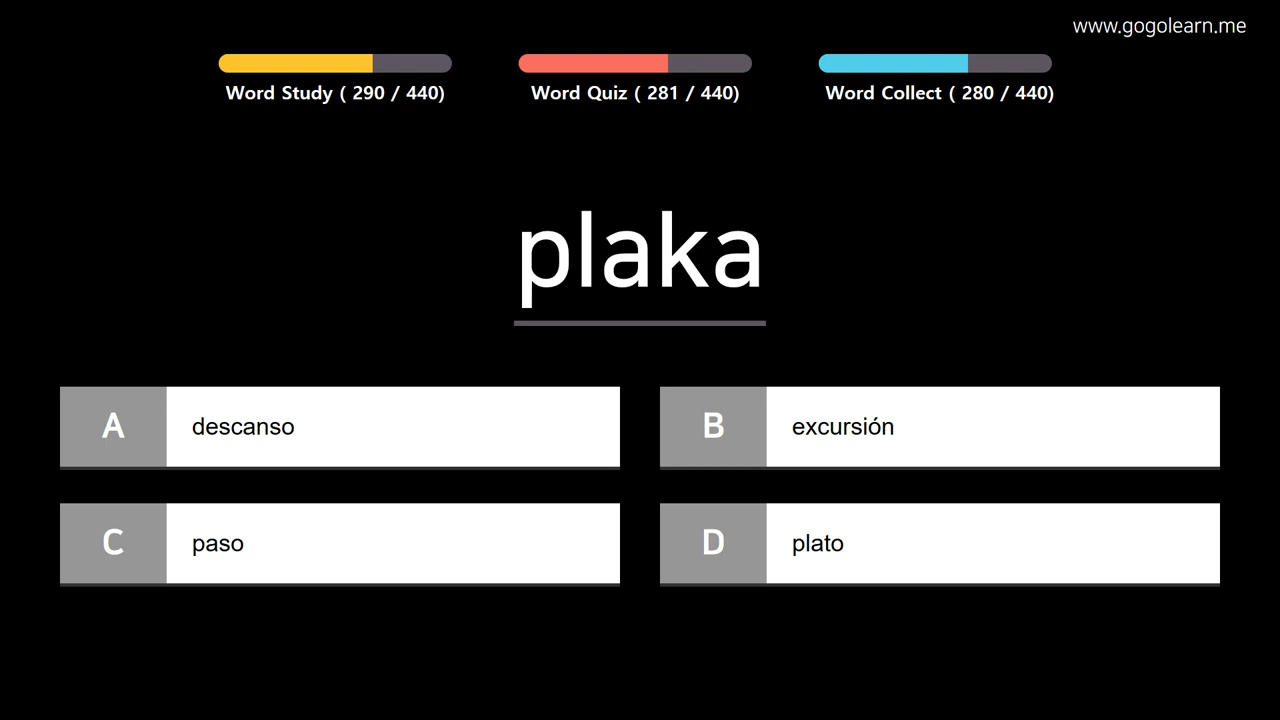 www.gogolearn.me
Word Study ( 290 / 440)
Word Quiz ( 281 / 440)
Word Collect ( 280 / 440)
plaka
A descanso
B excursión
C paso
D plato